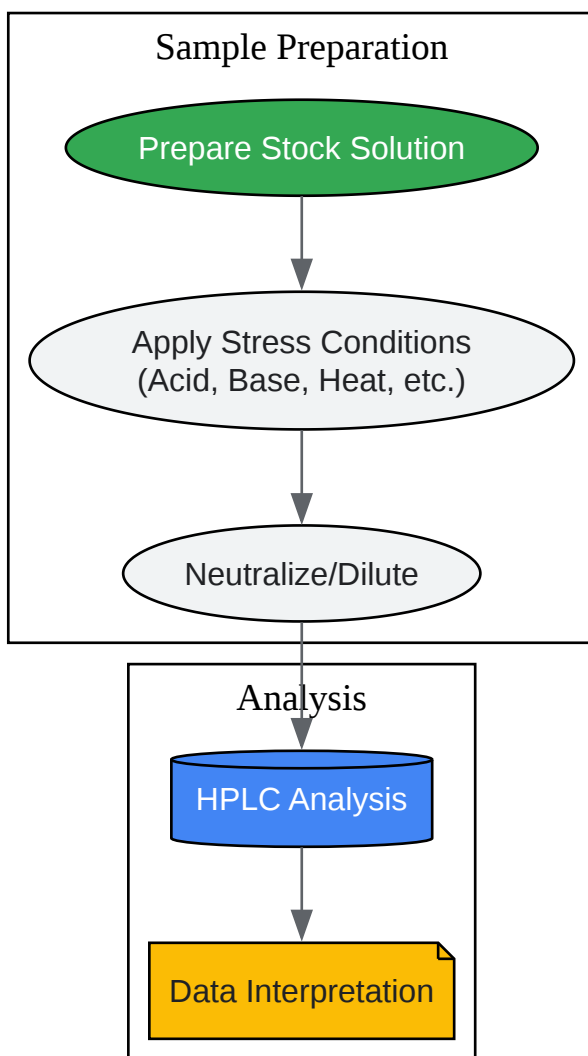 Sample Preparation
Prepare Stock Solution
Apply Stress Conditions
(Acid, Base, Heat, etc.)
Neutralize/Dilute
Analysis
HPLC Analysis
Data Interpretation